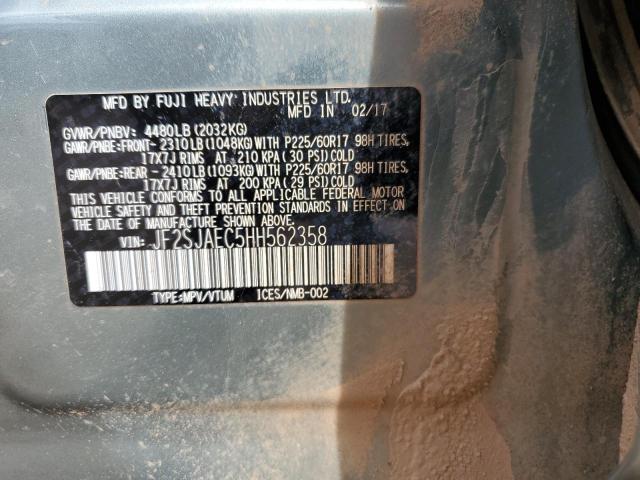 MFD BY FUJI HEAVY INDUSTRIES LTD.
MFD IN 02/17
GVWR/PNBV: 4480LB(2032KG)
GAWR/PNBE:FRONT- 2310LB(1048KG)WITH P225/60R17 98H TIRES,
17X7J RIMS AT 210 KPA(30 PSI)COLD
GAWR/PNBE:REAR - 2410LB(1093KG)WITH P225/60R17 98H TIRES,
17X7J RIMS AT 200 KPA(29 PSI)COLD
THIS VEHICLE CONFORMS TO ALL APPLICABLE FEDERAL MOTOR
VEHICLE SAFETY AND THEFT PREVENTION STANDARDS IN EFFECT ON
THE DATE OF MANUFACTURE SHOWN ABOVE.
VIN: JF2SJAEC5HH562358
TYPE:MPV/VTUM ICES/NMB-002